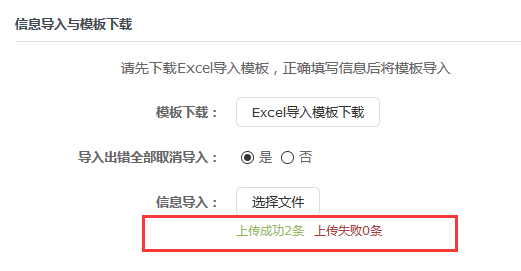 信息导入与模板下载
请先下载Excel导入模板，正确填写信息后将模板导入
模板下载： Excel导入模板下载
导入出错全部取消导入： 是 否
信息导入： 选择文件
上传成功2条 上传失败0条